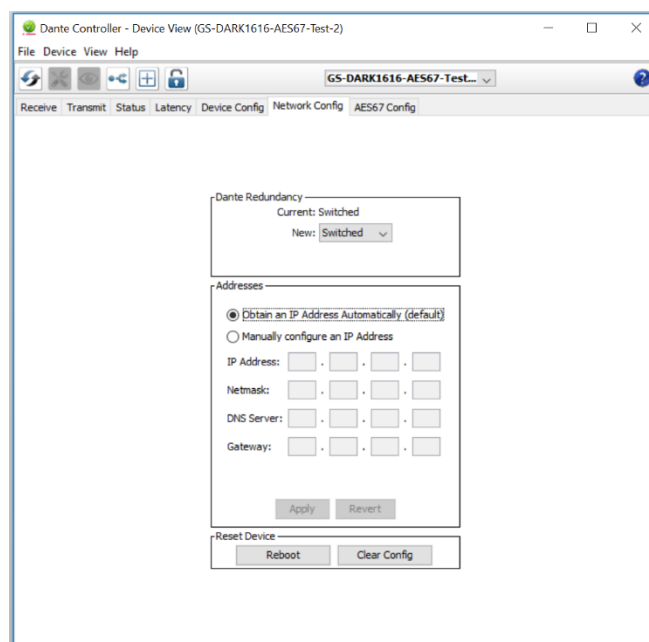 Dante Controller - Device View (GS-DARK1616-AES67-Test-2)
File Device View Help
GS-DARK1616-AES67-Test...
?
Receive Transmit Status Latency Device Config Network Config AES67 Config
Dante Redundancy
Current: Switched
New: Switched
Addresses
Obtain an IP Address Automatically (default)
Manually configure an IP Address
IP Address: . . .
Netmask: . . .
DNS Server: . . .
Gateway: . . .
Apply Revert
Reset Device
Reboot Clear Config